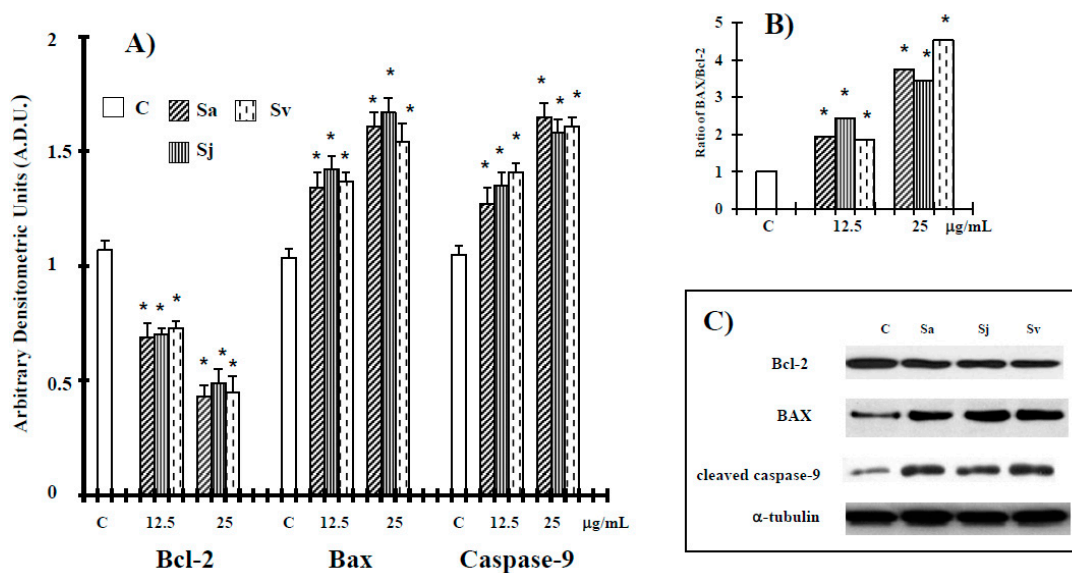 A)
Arbitrary Densitometric Units (A.D.U.)
2
1.5
1
0.5
0
C
Sa
Sv
Sj
* * *
* * *
* * *
* * *
* * *
* * *
C 12.5 25 C 12.5 25 C 12.5 25 μg/mL
Bcl-2 Bax Caspase-9
B)
Ratio of BAX/Bcl-2
5
4
3
2
1
0
* * *
* * *
C 12.5 25 μg/mL
C)
C Sa Sj Sv
Bcl-2
BAX
cleaved caspase-9
α-tubulin